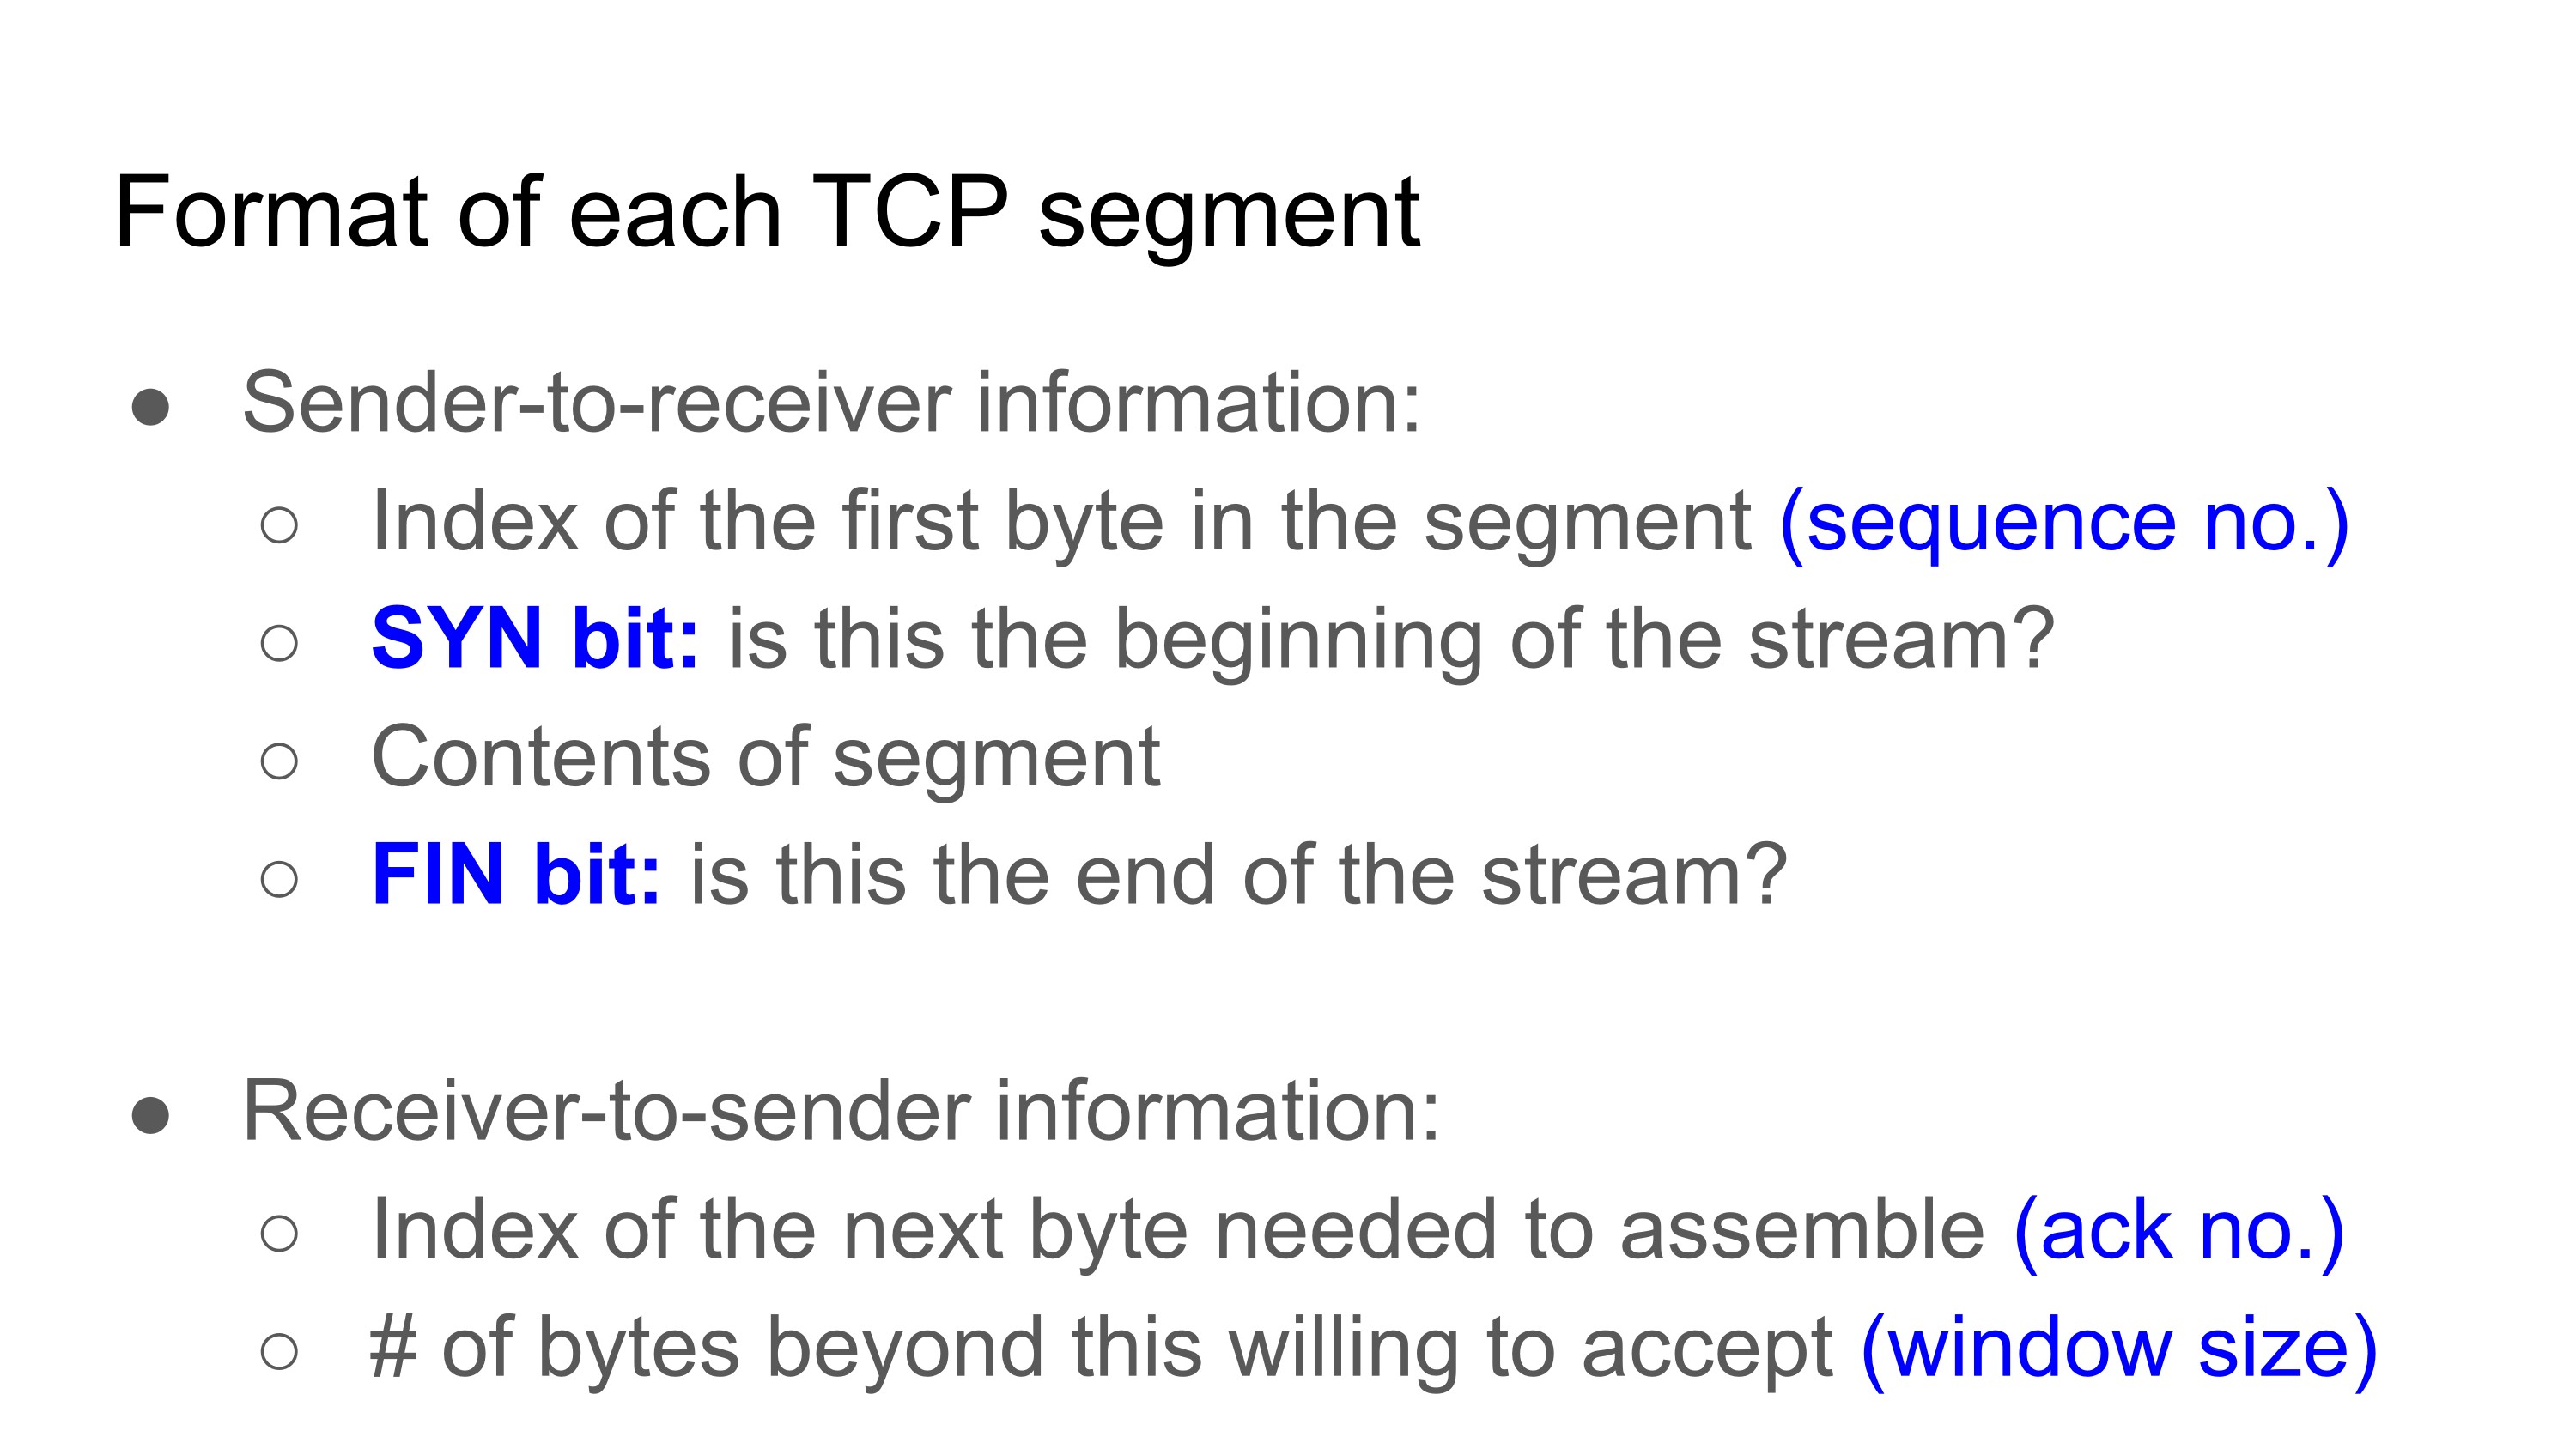 Format of each TCP segment
● Sender-to-receiver information:
○ Index of the first byte in the segment (sequence no.)
○ SYN bit: is this the beginning of the stream?
○ Contents of segment
○ FIN bit: is this the end of the stream?
● Receiver-to-sender information:
○ Index of the next byte needed to assemble (ack no.)
○ # of bytes beyond this willing to accept (window size)